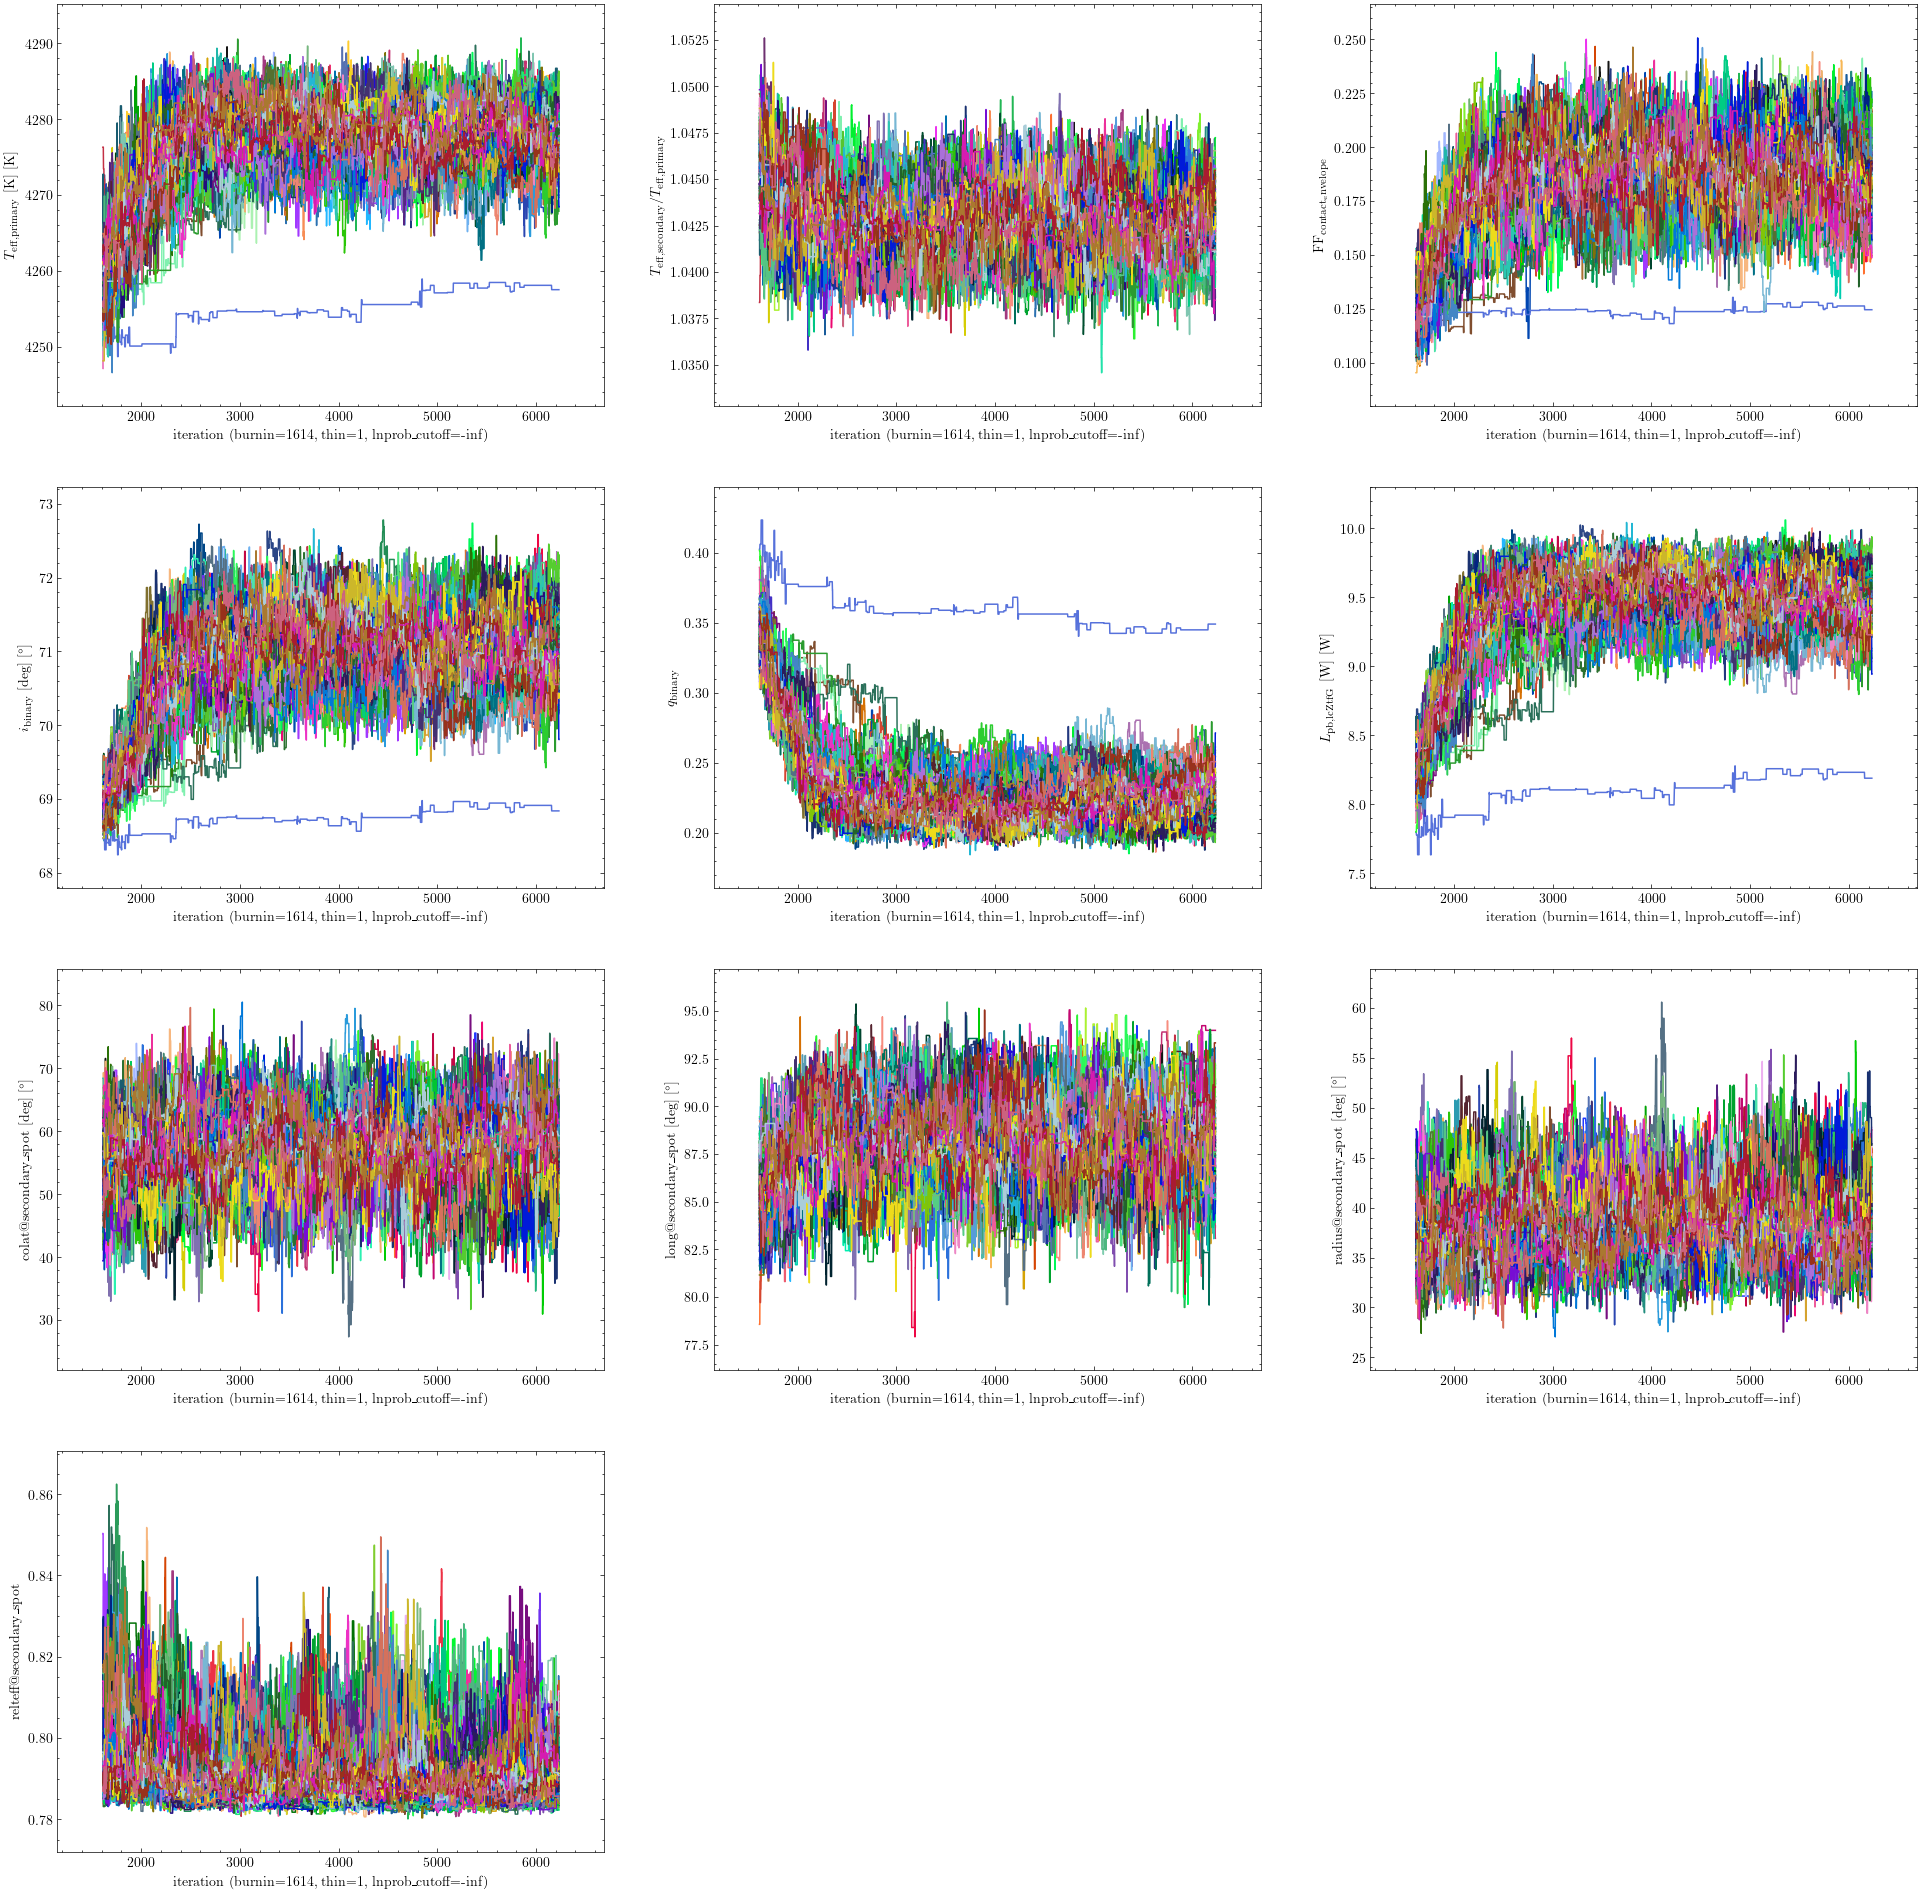 4290
4280
4270
4260
4250
T_eff,primary [K] [K]
2000 3000 4000 5000 6000
iteration (burnin=1614, thin=1, lnprob_cutoff=-inf)
1.0525
1.0500
1.0475
1.0450
1.0425
1.0400
1.0375
1.0350
T_eff,secondary/T_eff,primary
2000 3000 4000 5000 6000
iteration (burnin=1614, thin=1, lnprob_cutoff=-inf)
0.250
0.225
0.200
0.175
0.150
0.125
0.100
FF_contact_envelope
2000 3000 4000 5000 6000
iteration (burnin=1614, thin=1, lnprob_cutoff=-inf)
73
72
71
70
69
68
i_binary [deg] [°]
2000 3000 4000 5000 6000
iteration (burnin=1614, thin=1, lnprob_cutoff=-inf)
0.40
0.35
0.30
0.25
0.20
q_binary
2000 3000 4000 5000 6000
iteration (burnin=1614, thin=1, lnprob_cutoff=-inf)
10.0
9.5
9.0
8.5
8.0
7.5
L_pb,lcZtfG [W] [W]
2000 3000 4000 5000 6000
iteration (burnin=1614, thin=1, lnprob_cutoff=-inf)
80
70
60
50
40
30
colat@secondary_spot [deg] [°]
2000 3000 4000 5000 6000
iteration (burnin=1614, thin=1, lnprob_cutoff=-inf)
95.0
92.5
90.0
87.5
85.0
82.5
80.0
77.5
long@secondary_spot [deg] [°]
2000 3000 4000 5000 6000
iteration (burnin=1614, thin=1, lnprob_cutoff=-inf)
60
55
50
45
40
35
30
25
radius@secondary_spot [deg] [°]
2000 3000 4000 5000 6000
iteration (burnin=1614, thin=1, lnprob_cutoff=-inf)
0.86
0.84
0.82
0.80
0.78
relteff@secondary_spot
2000 3000 4000 5000 6000
iteration (burnin=1614, thin=1, lnprob_cutoff=-inf)